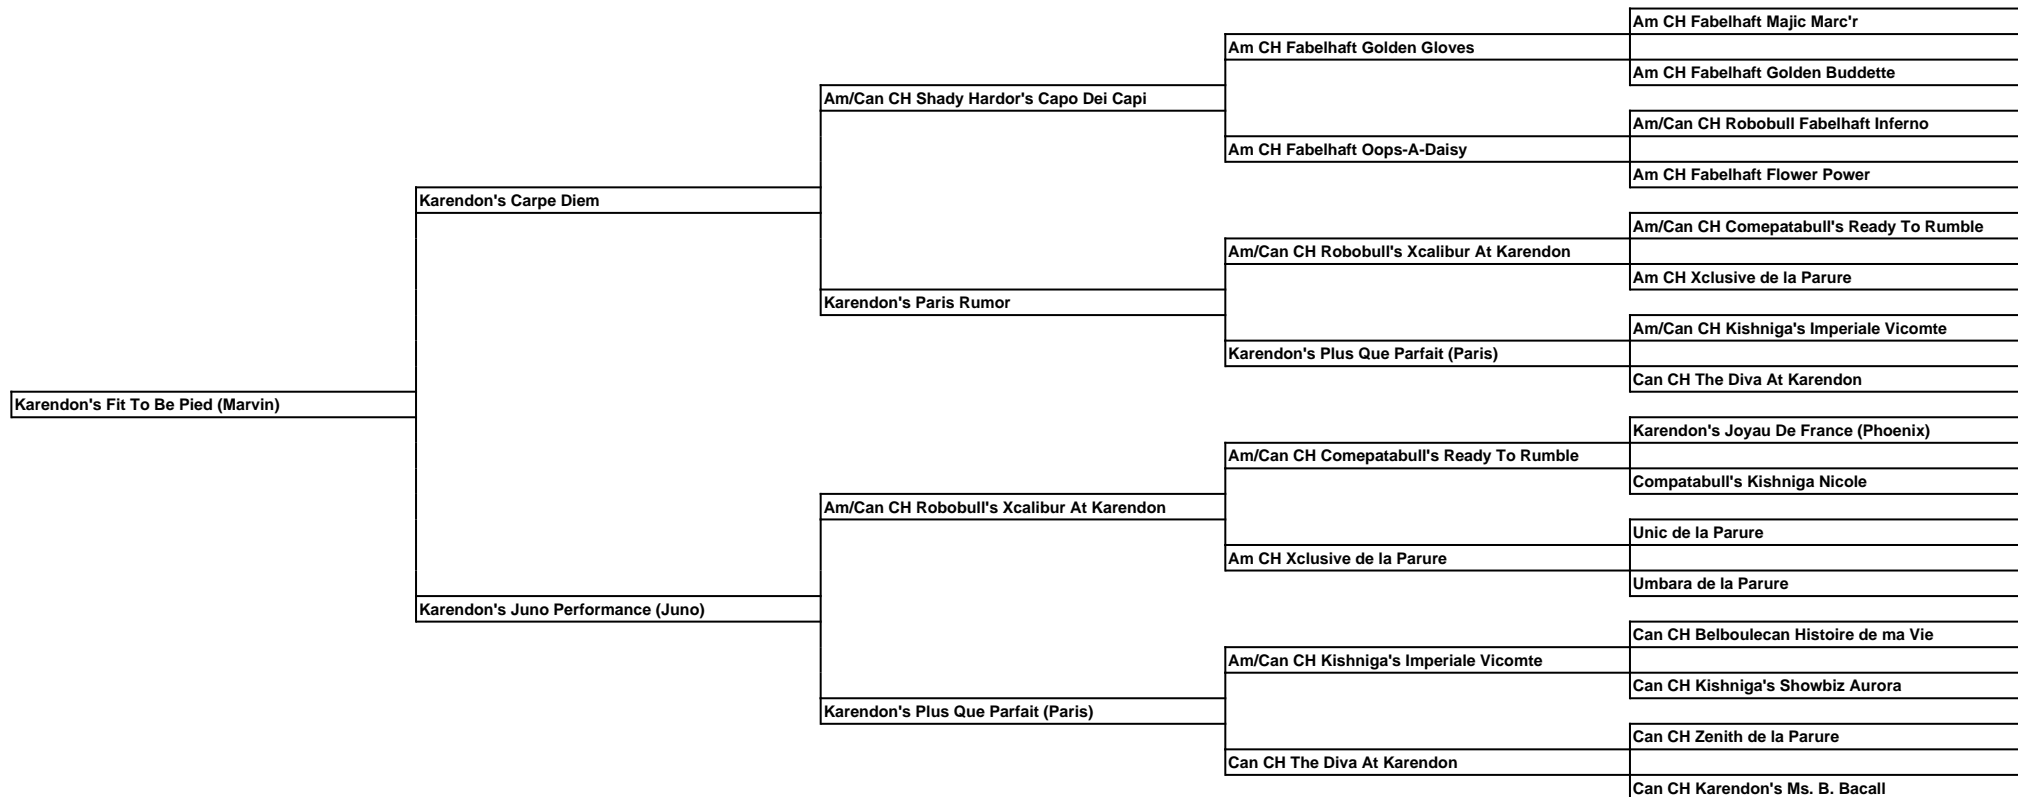 Am CH Fabelhaft Majic Marc'r
Am CH Fabelhaft Golden Gloves
Am CH Fabelhaft Golden Buddette
Am/Can CH Shady Hardor's Capo Dei Capi
Am/Can CH Robobull Fabelhaft Inferno
Am CH Fabelhaft Oops-A-Daisy
Am CH Fabelhaft Flower Power
Karendon's Carpe Diem
Am/Can CH Comepatabull's Ready To Rumble
Am/Can CH Robobull's Xcalibur At Karendon
Am CH Xclusive de la Parure
Karendon's Paris Rumor
Am/Can CH Kishniga's Imperiale Vicomte
Karendon's Plus Que Parfait (Paris)
Can CH The Diva At Karendon
Karendon's Fit To Be Pied (Marvin)
Karendon's Joyau De France (Phoenix)
Am/Can CH Comepatabull's Ready To Rumble
Compatabull's Kishniga Nicole
Am/Can CH Robobull's Xcalibur At Karendon
Unic de la Parure
Am CH Xclusive de la Parure
Umbara de la Parure
Karendon's Juno Performance (Juno)
Can CH Belboulecan Histoire de ma Vie
Am/Can CH Kishniga's Imperiale Vicomte
Can CH Kishniga's Showbiz Aurora
Karendon's Plus Que Parfait (Paris)
Can CH Zenith de la Parure
Can CH The Diva At Karendon
Can CH Karendon's Ms. B. Bacall